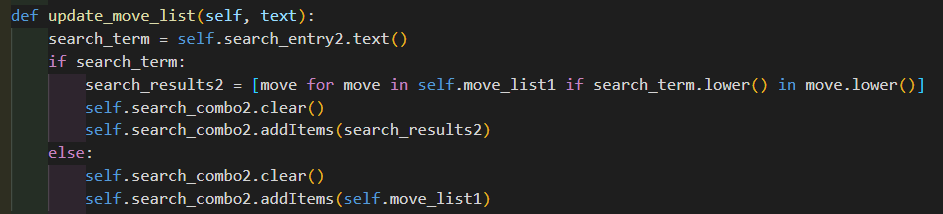 def update_move_list(self, text):
    search_term = self.search_entry2.text()
    if search_term:
        search_results2 = [move for move in self.move_list1 if search_term.lower() in move.lower()]
        self.search_combo2.clear()
        self.search_combo2.addItems(search_results2)
    else:
        self.search_combo2.clear()
        self.search_combo2.addItems(self.move_list1)